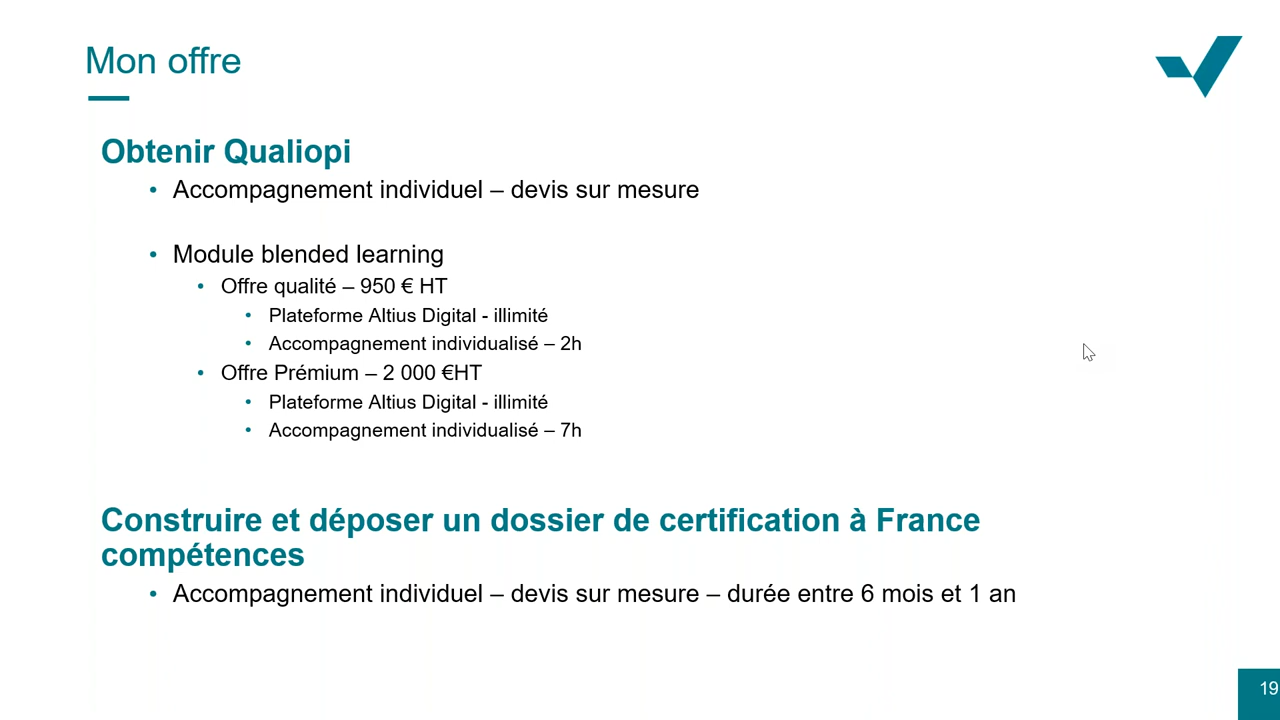 Mon offre
Obtenir Qualiopi
• Accompagnement individuel – devis sur mesure
• Module blended learning
• Offre qualité – 950 € HT
• Plateforme Altius Digital - illimité
• Accompagnement individualisé – 2h
• Offre Prémium – 2 000 €HT
• Plateforme Altius Digital - illimité
• Accompagnement individualisé – 7h
Construire et déposer un dossier de certification à France
compétences
• Accompagnement individuel – devis sur mesure – durée entre 6 mois et 1 an
19